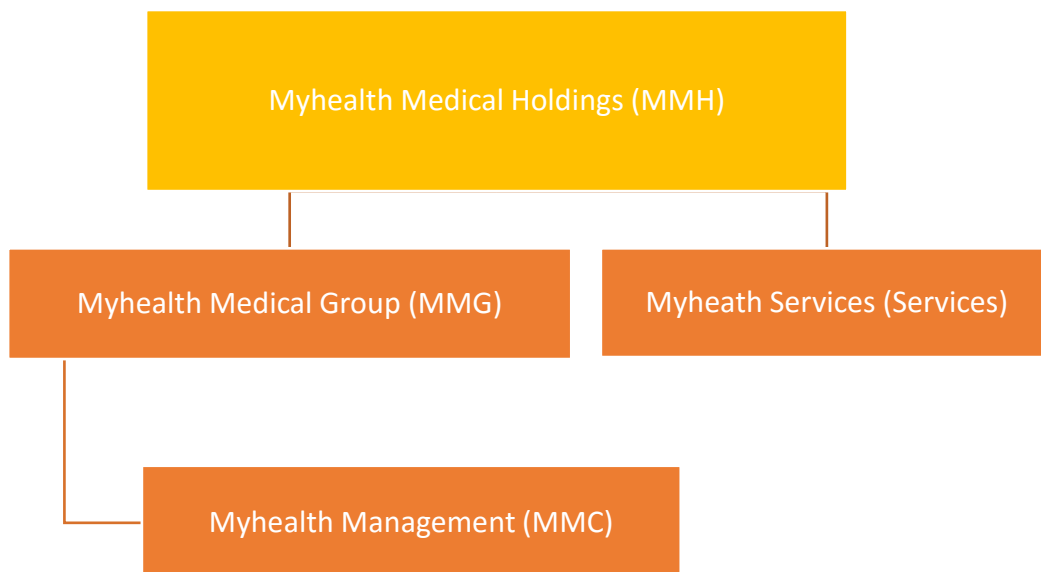 Myhealth Medical Holdings (MMH)
Myhealth Medical Group (MMG)
Myheath Services (Services)
Myhealth Management (MMC)